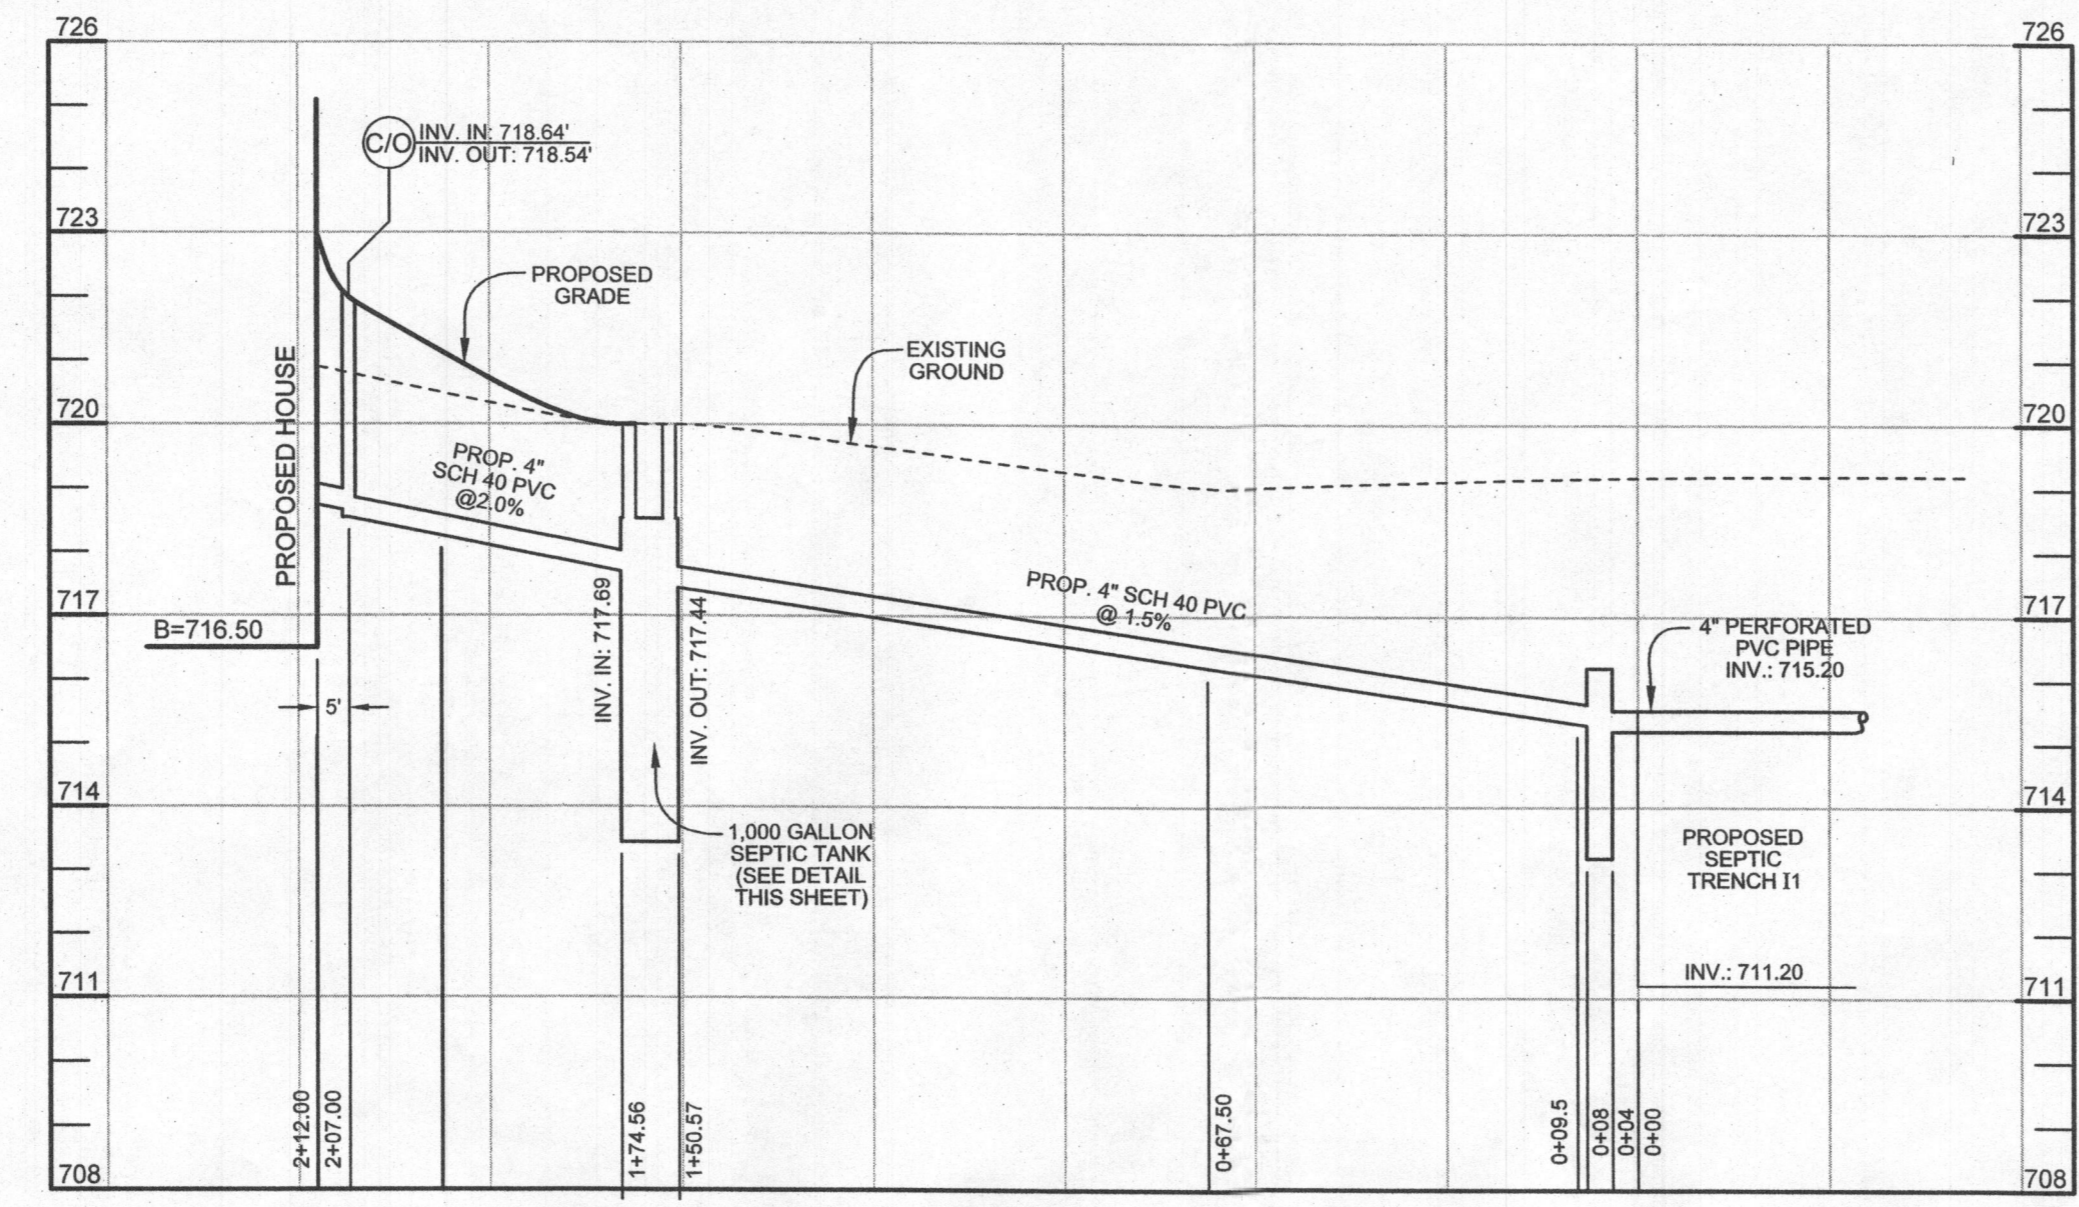 726
726
C/O
INV. IN: 718.64'
INV. OUT: 718.54'
723
723
PROPOSED
GRADE
EXISTING
GROUND
720
720
PROPOSED HOUSE
PROP. 4"
SCH 40 PVC
@2.0%
PROP. 4" SCH 40 PVC
@ 1.5%
717
717
B=716.50
INV. IN: 717.69
INV. OUT: 717.44
4" PERFORATED
PVC PIPE
INV.: 715.20
5'
714
714
1,000 GALLON
SEPTIC TANK
(SEE DETAIL
THIS SHEET)
PROPOSED
SEPTIC
TRENCH I1
INV.: 711.20
711
711
2+12.00
2+07.00
1+74.56
1+50.57
0+67.50
0+09.5
0+08
0+04
0+00
708
708